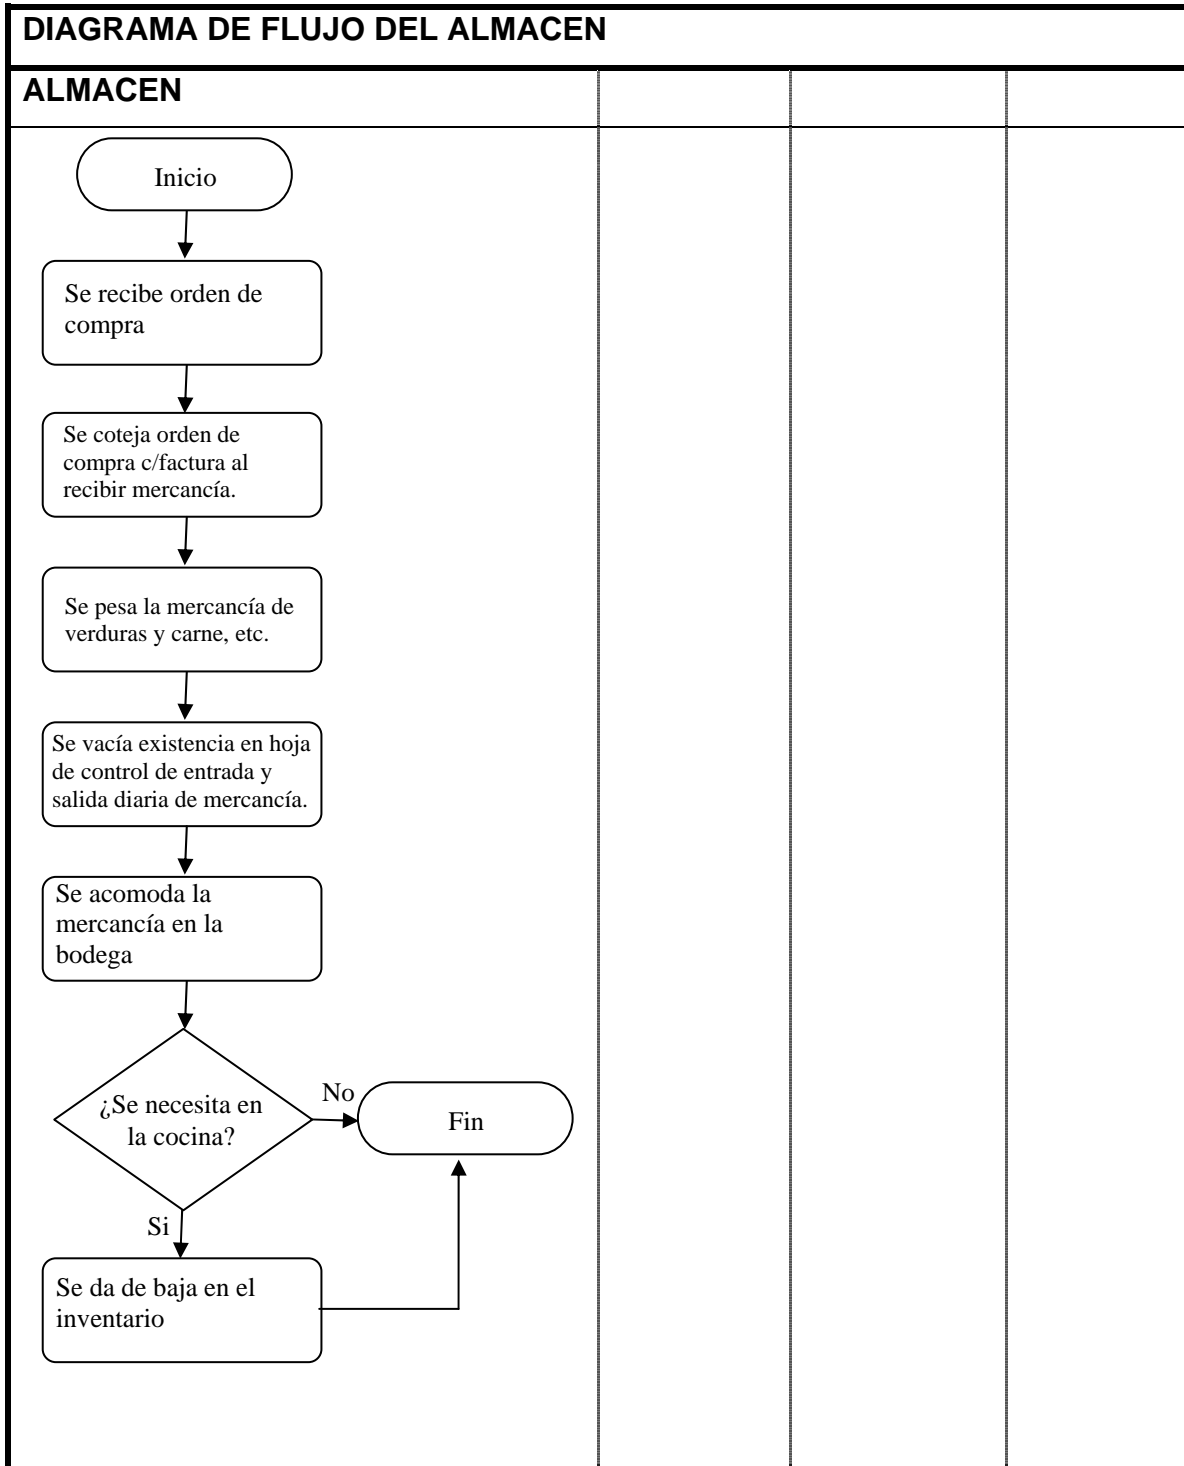 DIAGRAMA DE FLUJO DEL ALMACEN
ALMACEN
Inicio
Se recibe orden de
compra
Se coteja orden de
compra c/factura al
recibir mercancía.
Se pesa la mercancía de
verduras y carne, etc.
Se vacía existencia en hoja
de control de entrada y
salida diaria de mercancía.
Se acomoda la
mercancía en la
bodega
¿Se necesita en
la cocina?
No
Fin
Si
Se da de baja en el
inventario